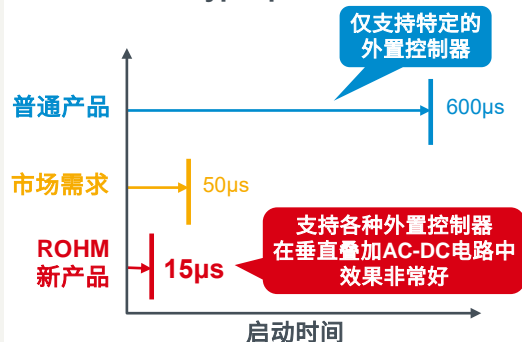 仅支持特定的
外置控制器
普通产品
600μs
市场需求
50μs
ROHM
新产品
15μs
支持各种外置控制器
在垂直叠加AC-DC电路中
效果非常好
启动时间